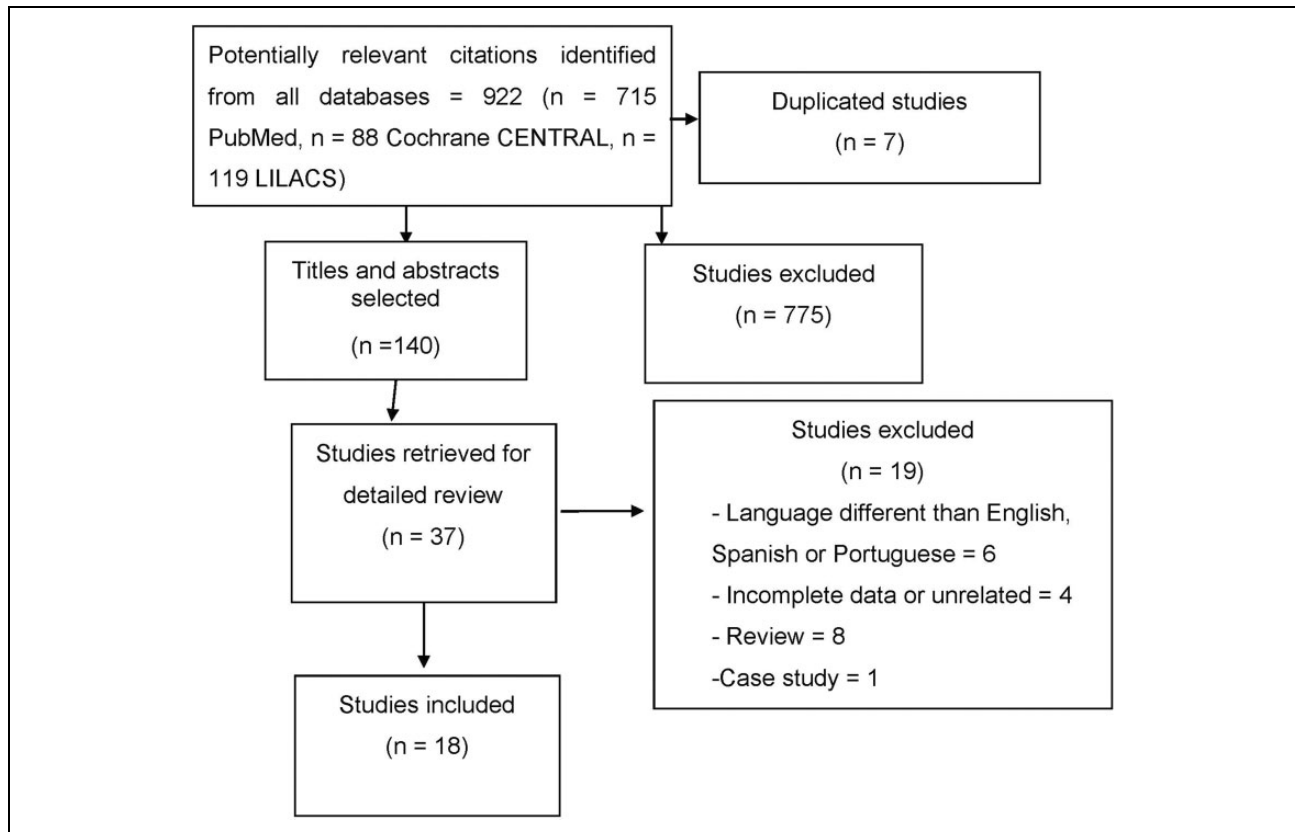 Potentially relevant citations identified
from all databases = 922 (n = 715
PubMed, n = 88 Cochrane CENTRAL, n =
119 LILACS)
Duplicated studies
(n = 7)
Titles and abstracts
selected
(n =140)
Studies excluded
(n = 775)
Studies retrieved for
detailed review
(n = 37)
Studies excluded
(n = 19)
- Language different than English,
Spanish or Portuguese = 6
- Incomplete data or unrelated = 4
- Review = 8
-Case study = 1
Studies included
(n = 18)